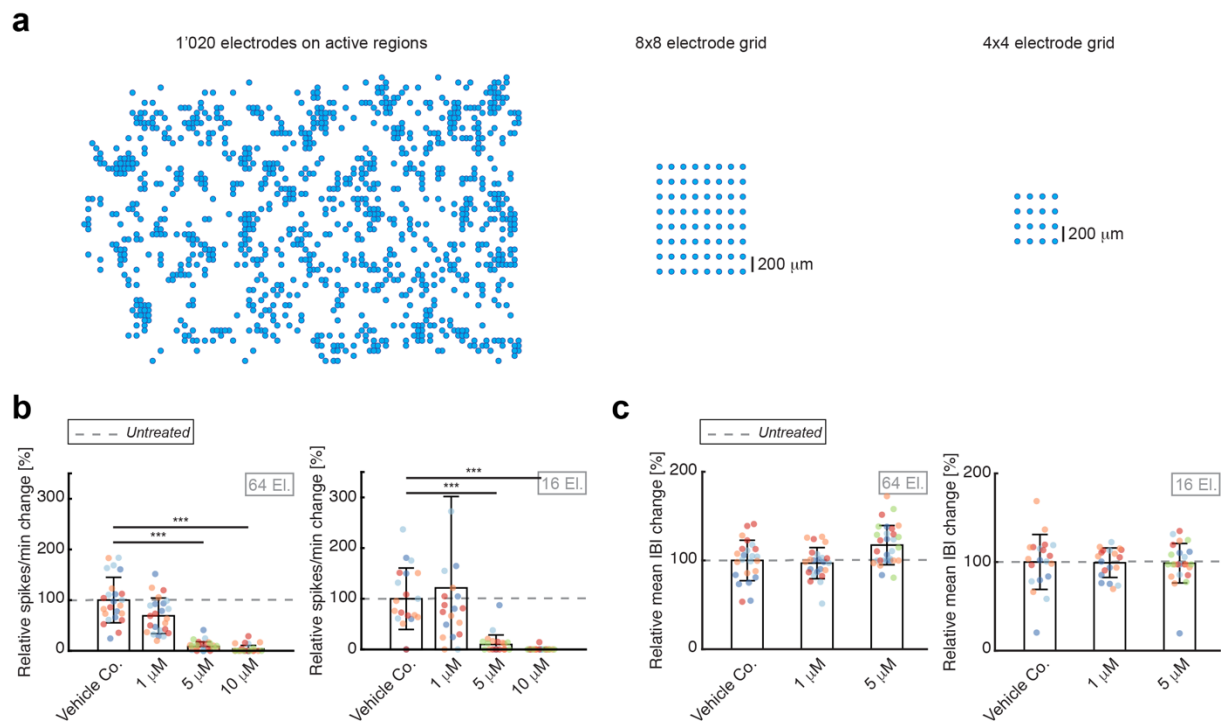 a
1'020 electrodes on active regions
8x8 electrode grid
4x4 electrode grid
200 μm
200 μm
b
Untreated
Relative spikes/min change [%]
300
200
100
0
64 El.
***
***
Vehicle Co.
1 μM
5 μM
10 μM
Relative spikes/min change [%]
300
200
100
0
16 El.
***
***
Vehicle Co.
1 μM
5 μM
10 μM
c
Untreated
Relative mean IBI change [%]
200
100
0
64 El.
Vehicle Co.
1 μM
5 μM
Relative mean IBI change [%]
200
100
0
16 El.
Vehicle Co.
1 μM
5 μM